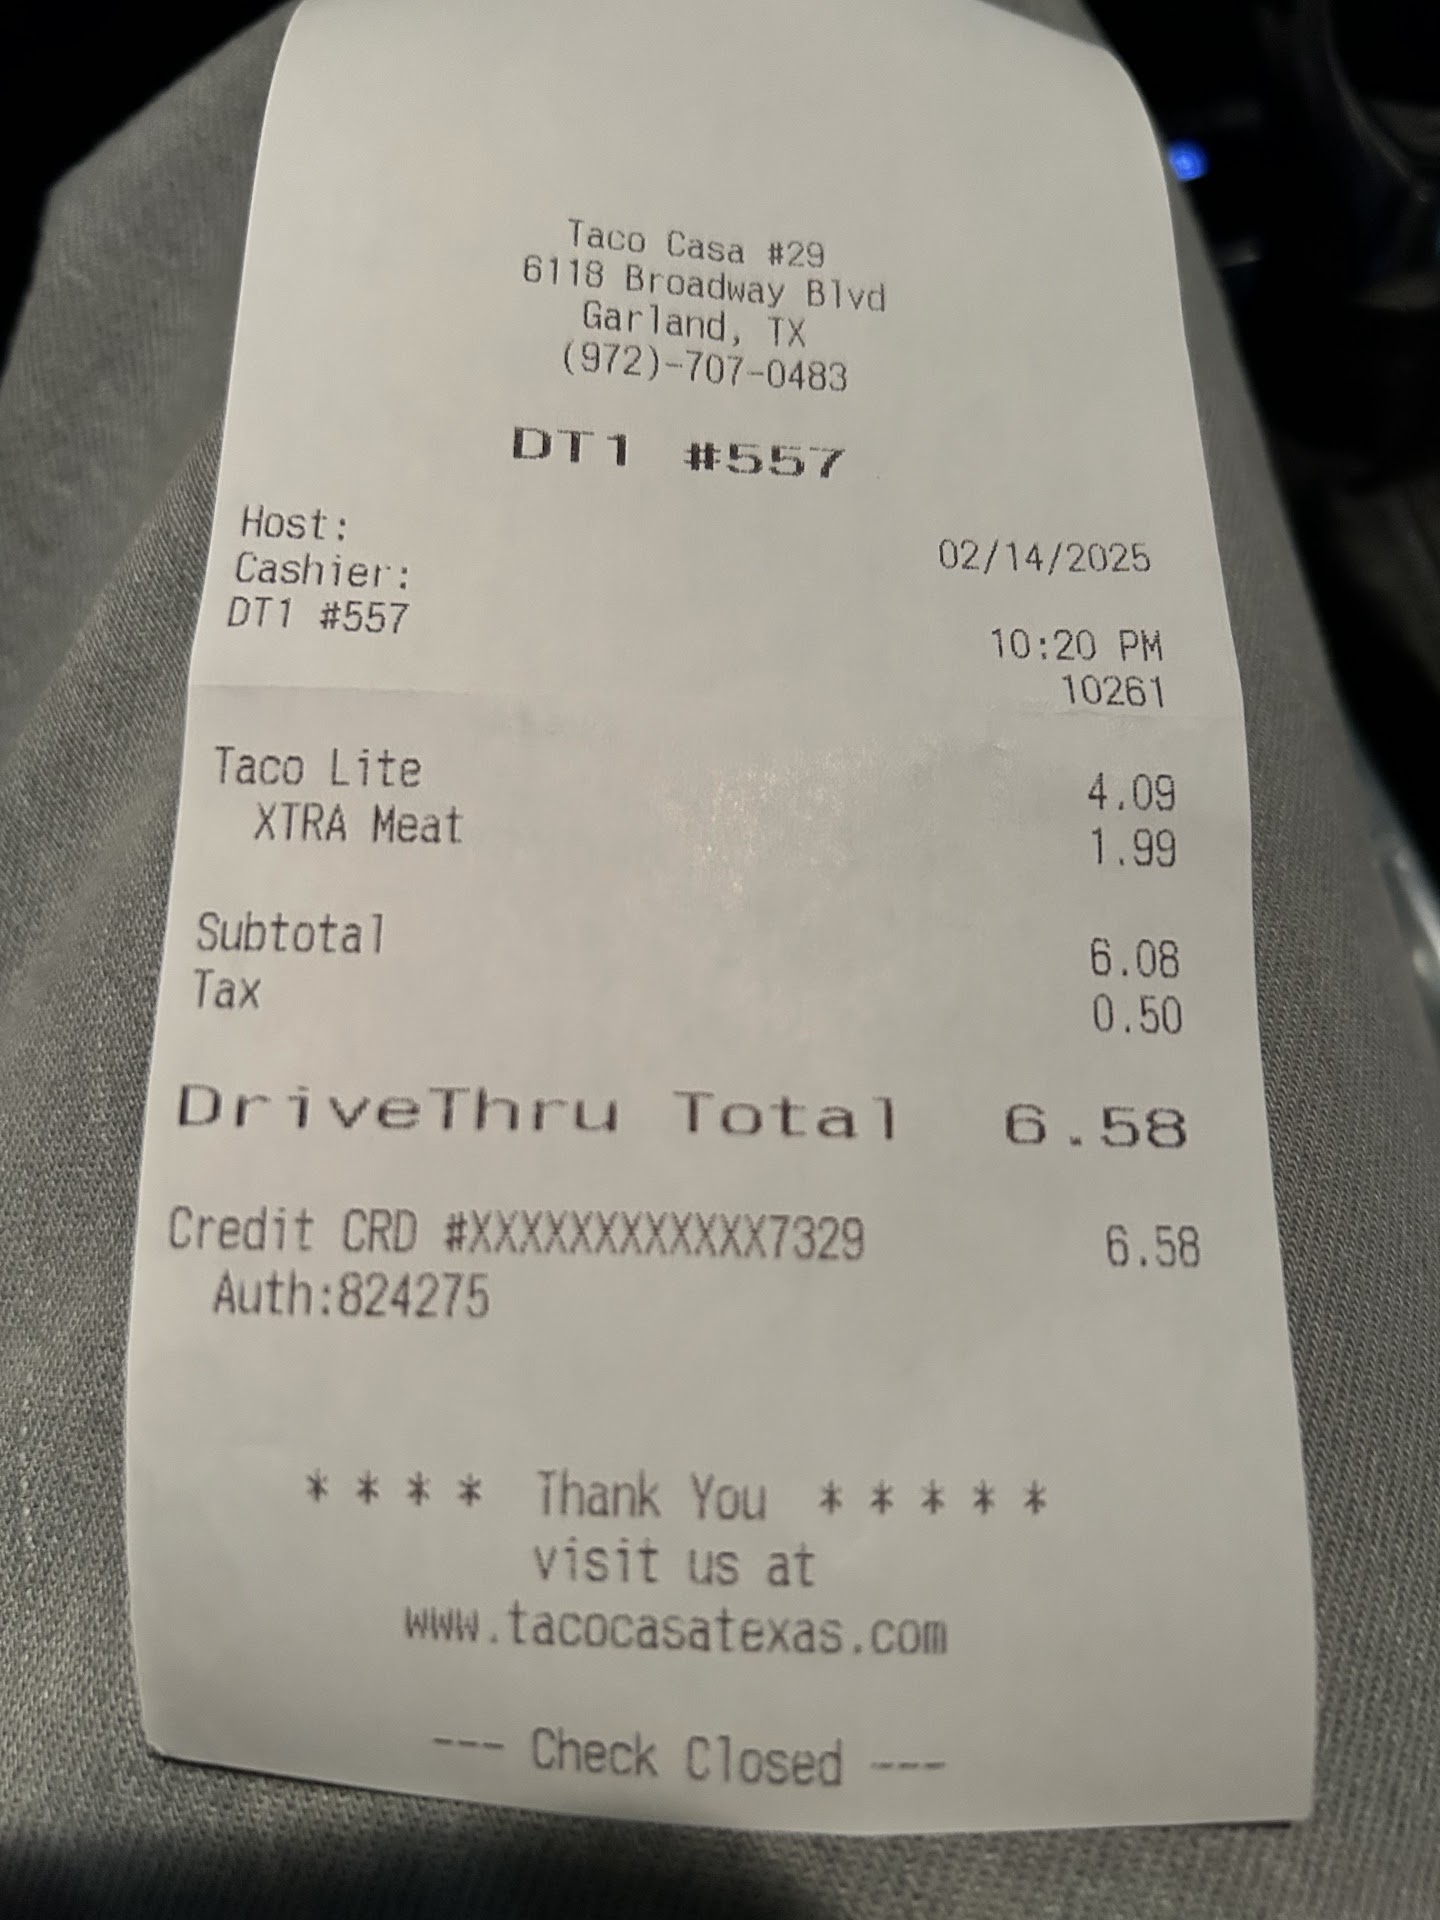 Taco Casa #29
6118 Broadway Blvd
Garland, TX
(972)-707-0483
DT1 #557
Host:
02/14/2025
Cashier:
DT1 #557
10:20 PM
10261
Taco Lite 4.09
XTRA Meat 1.99
Subtotal 6.08
Tax 0.50
DriveThru Total 6.58
Credit CRD #XXXXXXXXXXXX7329 6.58
Auth:824275
* * * * Thank You * * * * *
visit us at
www.tacocasatexas.com
--- Check Closed ---